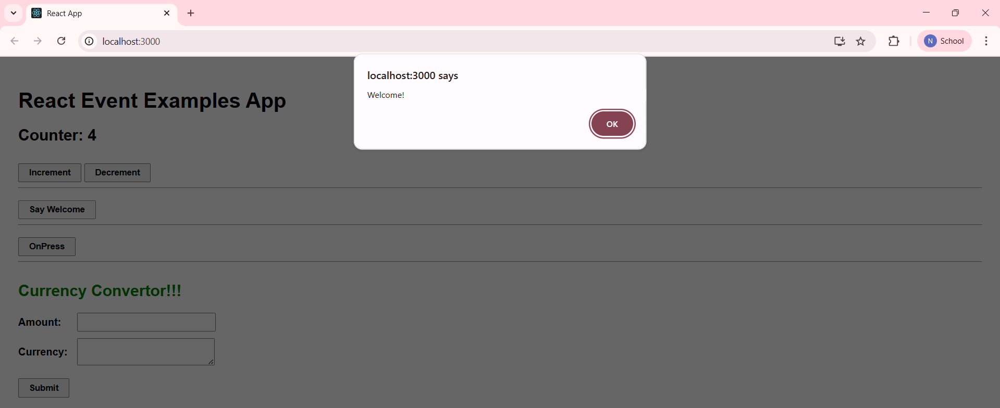 React App
localhost:3000
N School
localhost:3000 says
Welcome!
OK
React Event Examples App
Counter: 4
Increment Decrement
Say Welcome
OnPress
Currency Convertor!!!
Amount:
Currency:
Submit